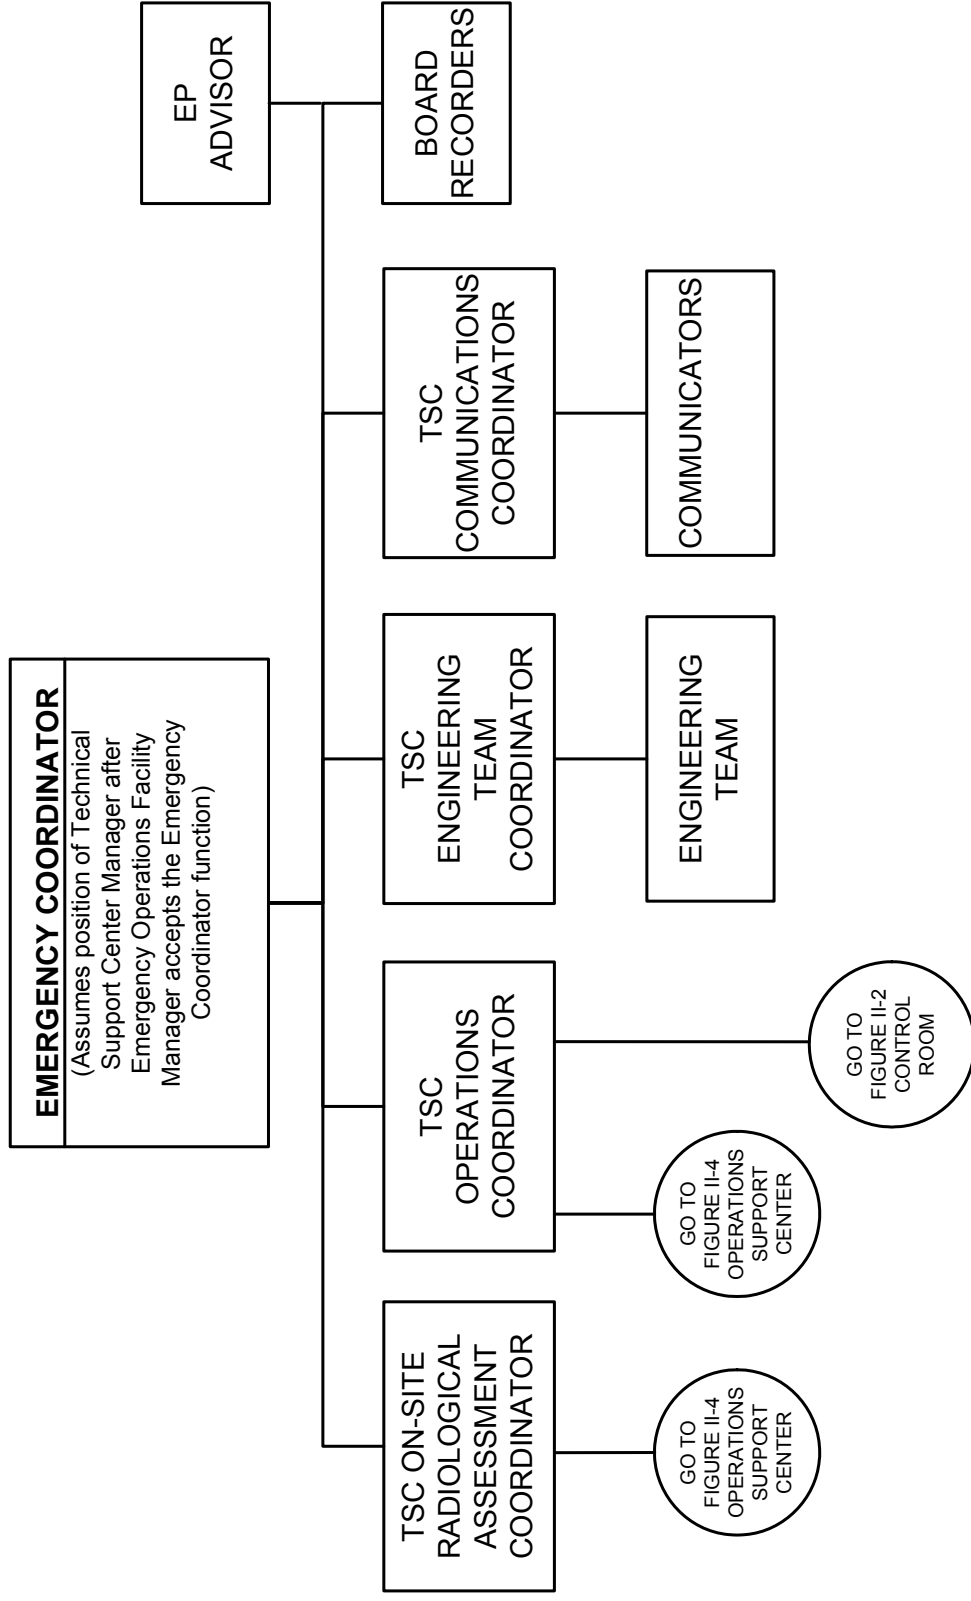 EMERGENCY COORDINATOR
(Assumes position of Technical
Support Center Manager after
Emergency Operations Facility
Manager accepts the Emergency
Coordinator function)
EP
ADVISOR
TSC ON-SITE
RADIOLOGICAL
ASSESSMENT
COORDINATOR
TSC
OPERATIONS
COORDINATOR
TSC
ENGINEERING
TEAM
COORDINATOR
TSC
COMMUNICATIONS
COORDINATOR
BOARD
RECORDERS
GO TO
FIGURE II-4
OPERATIONS
SUPPORT
CENTER
GO TO
FIGURE II-4
OPERATIONS
SUPPORT
CENTER
GO TO
FIGURE II-2
CONTROL
ROOM
ENGINEERING
TEAM
COMMUNICATORS